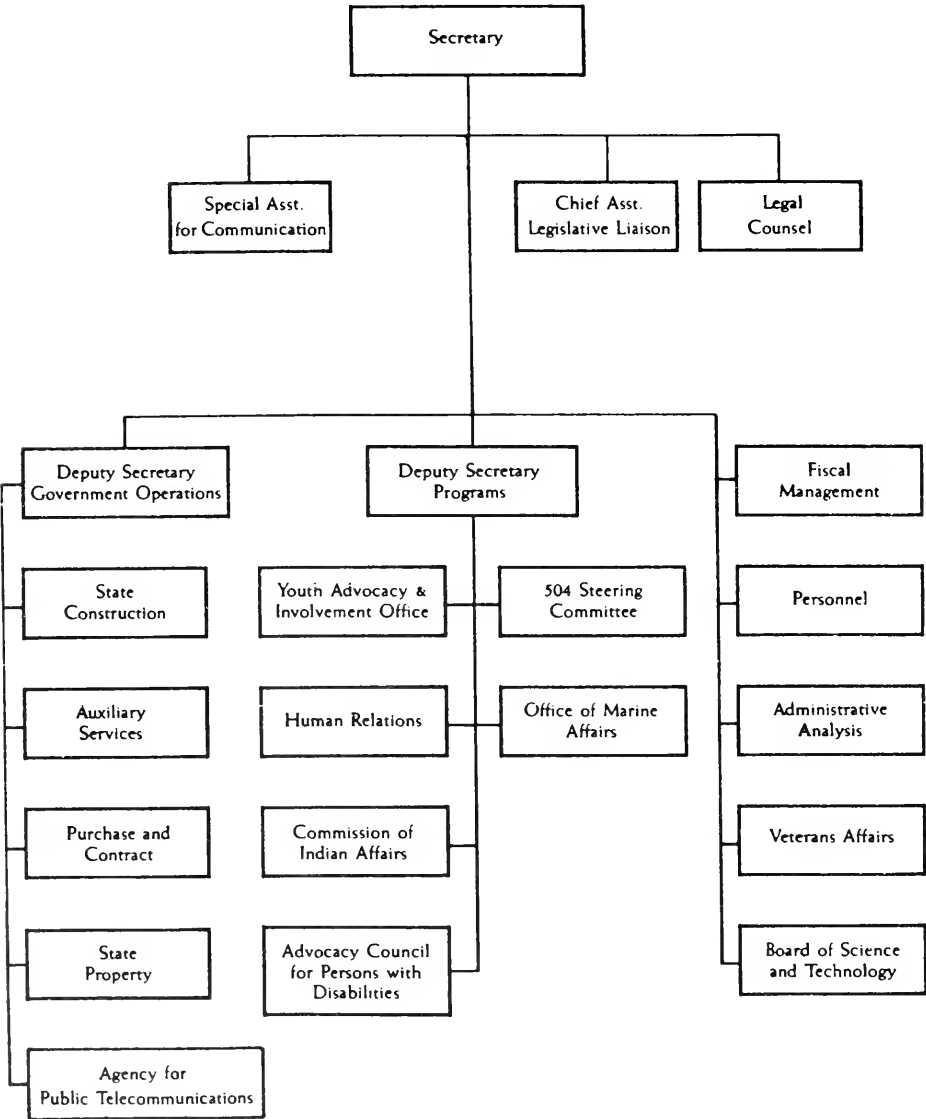 Secretary
Special Asst.
for Communication
Chief Asst.
Legislative Liaison
Legal
Counsel
Deputy Secretary
Government Operations
Deputy Secretary
Programs
Fiscal
Management
State
Construction
Youth Advocacy &
Involvement Office
504 Steering
Committee
Personnel
Auxiliary
Services
Human Relations
Office of Marine
Affairs
Administrative
Analysis
Purchase and
Contract
Commission of
Indian Affairs
Veterans Affairs
State
Property
Advocacy Council
for Persons with
Disabilities
Board of Science
and Technology
Agency for
Public Telecommunications